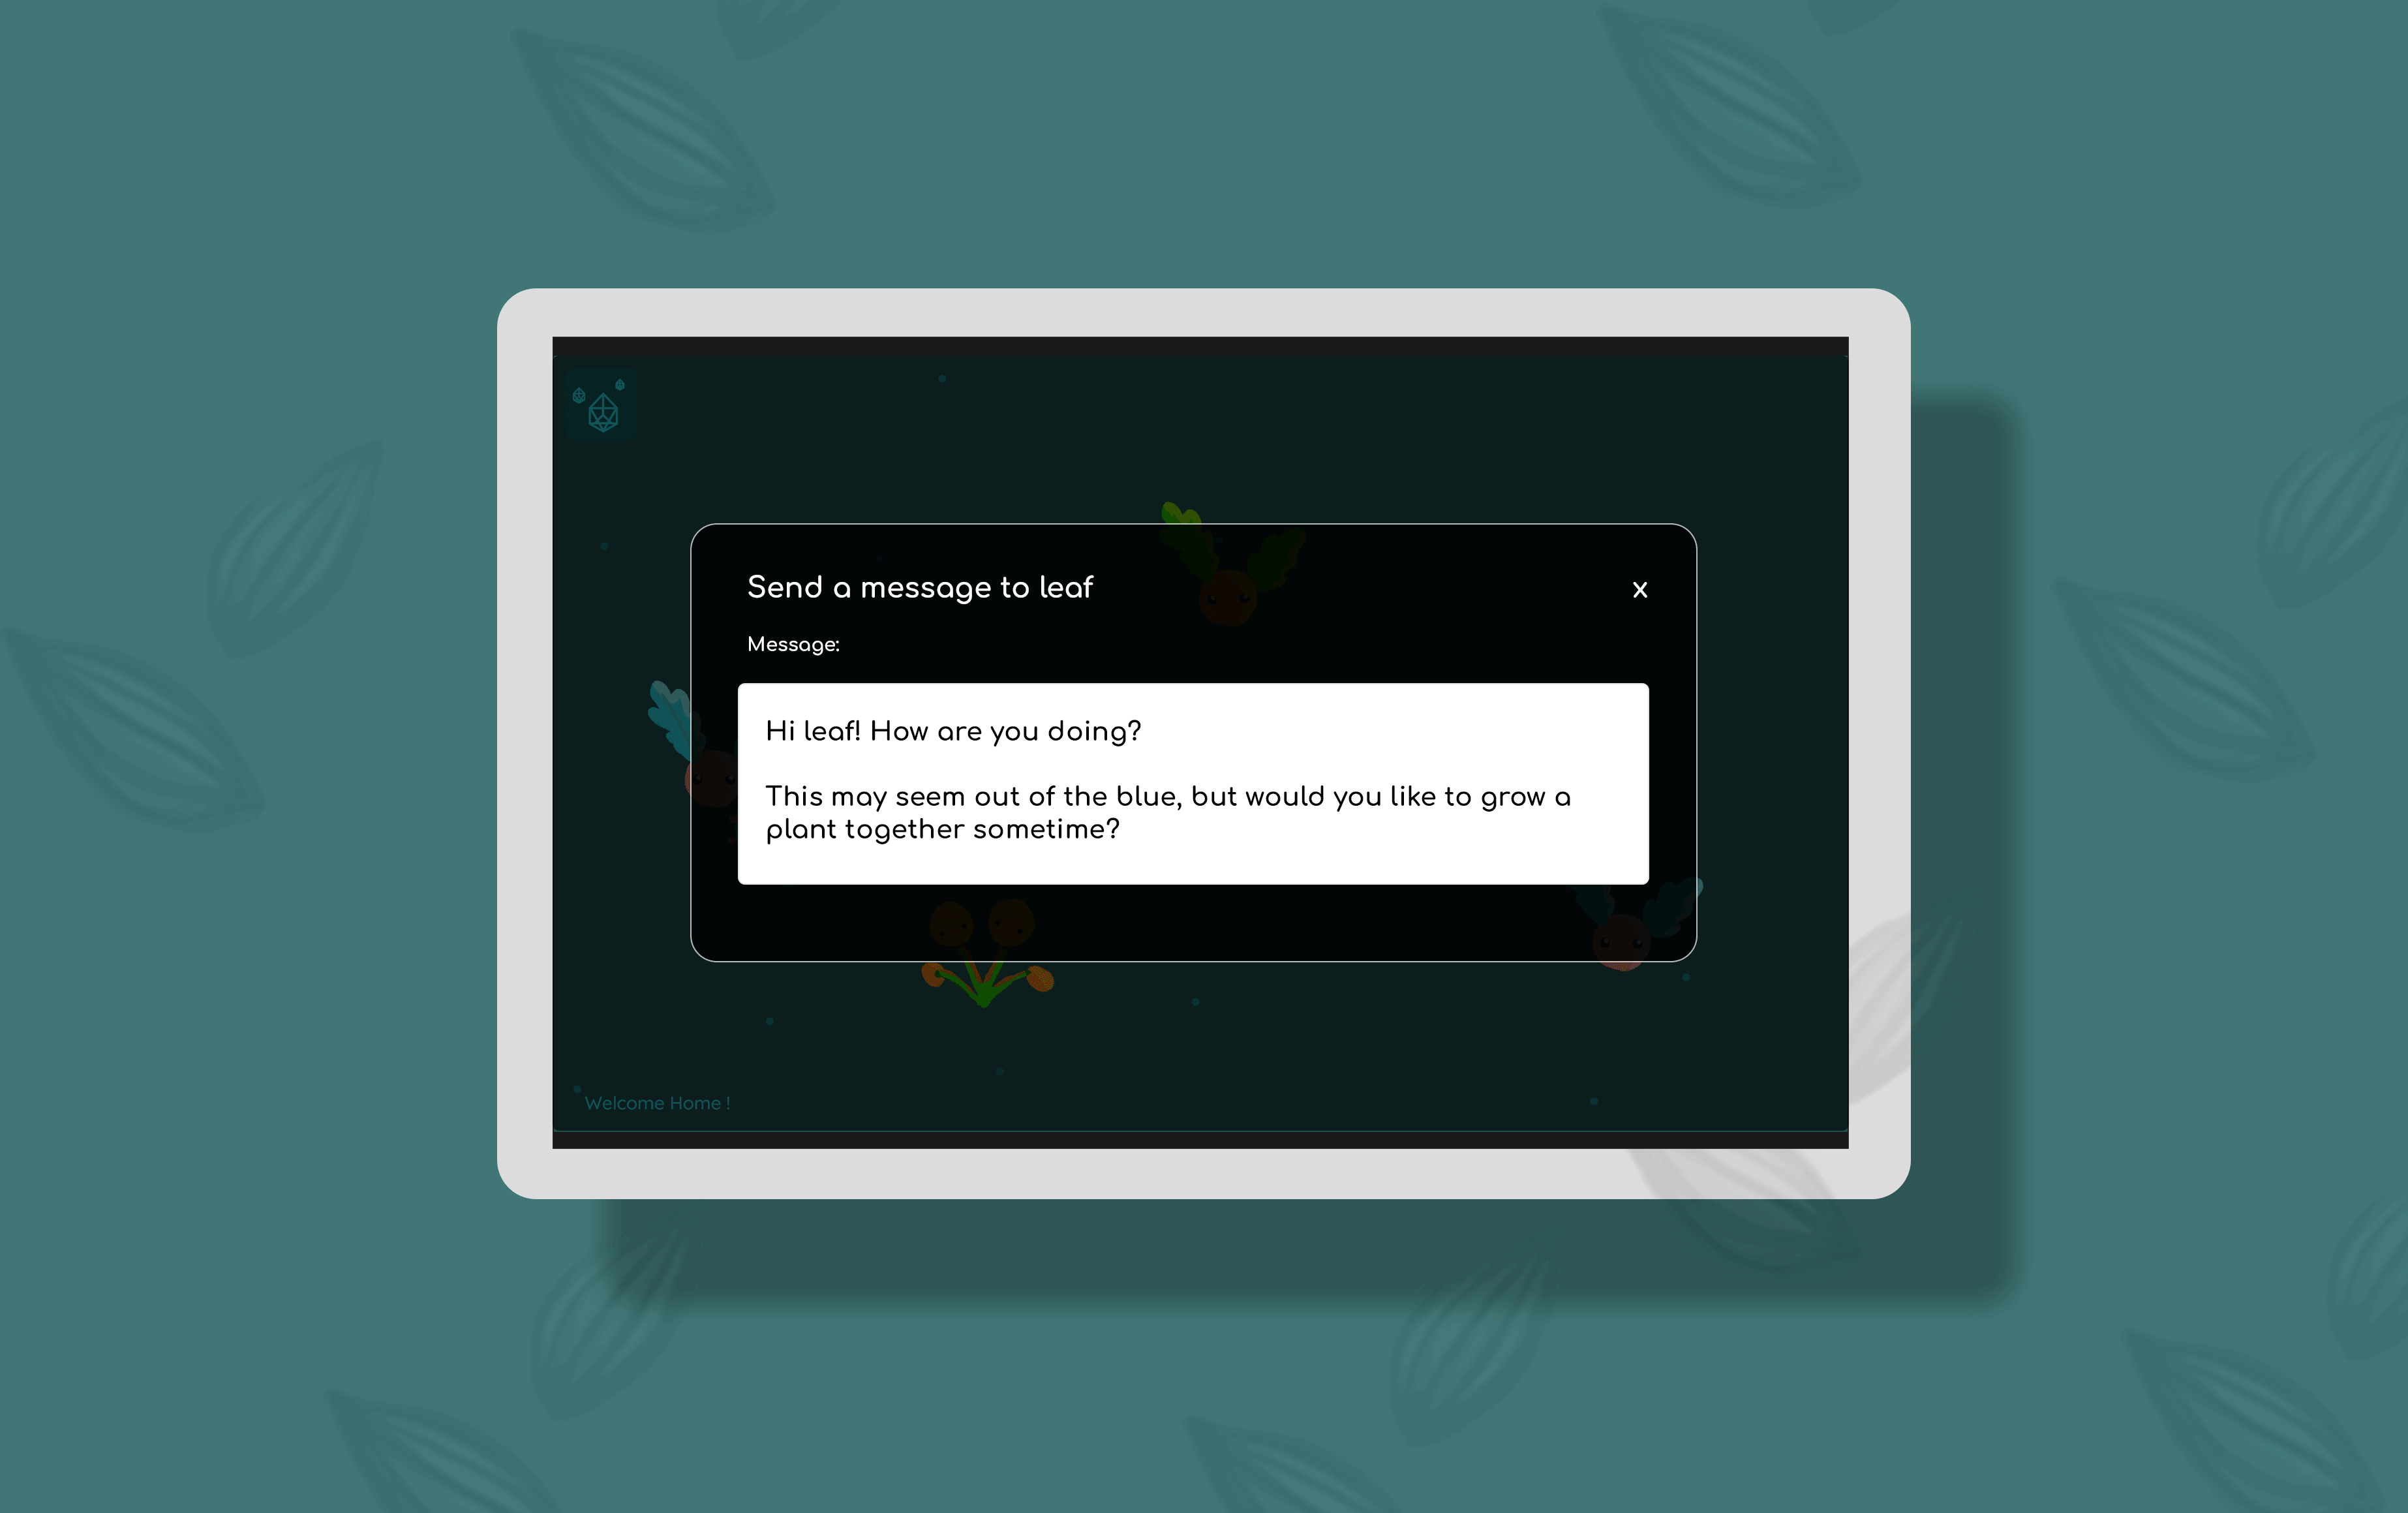 Send a message to leaf
x
Message:
Hi leaf! How are you doing?
This may seem out of the blue, but would you like to grow a
plant together sometime?
Welcome Home !